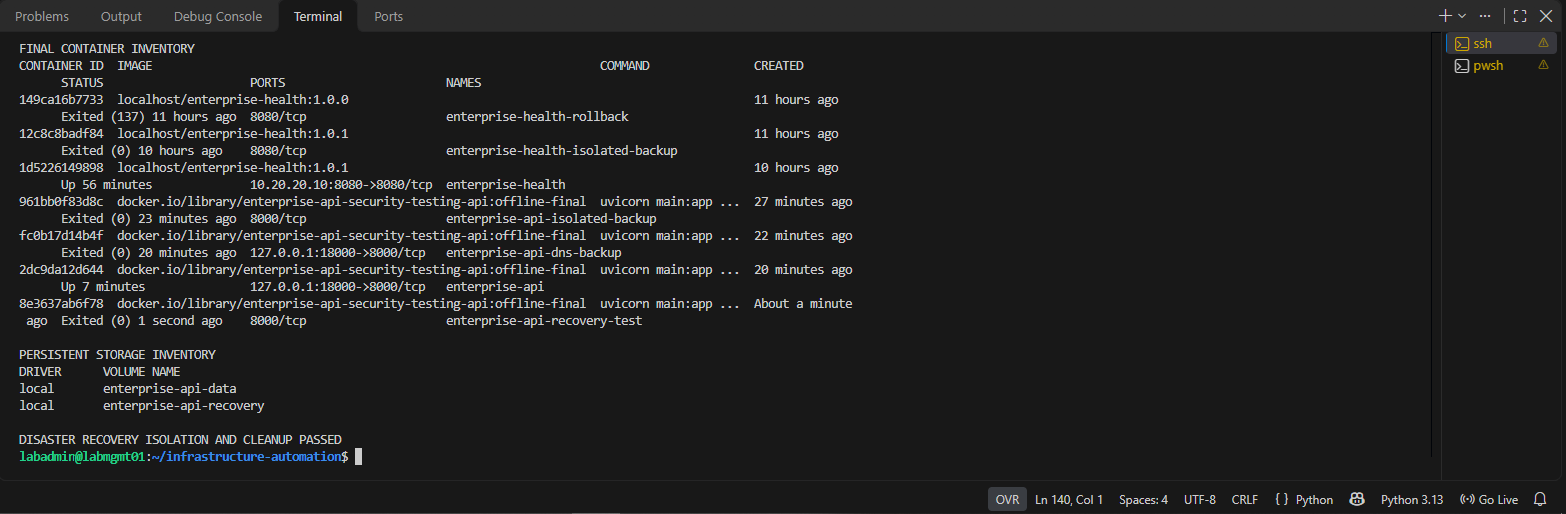 Problems Output Debug Console Terminal Ports
FINAL CONTAINER INVENTORY
CONTAINER ID IMAGE COMMAND CREATED
STATUS PORTS NAMES
149ca16b7733 localhost/enterprise-health:1.0.0 11 hours ago
Exited (137) 11 hours ago 8080/tcp enterprise-health-rollback
12c8c8badf84 localhost/enterprise-health:1.0.1 11 hours ago
Exited (0) 10 hours ago 8080/tcp enterprise-health-isolated-backup
1d5226149898 localhost/enterprise-health:1.0.1 10 hours ago
Up 56 minutes 10.20.20.10:8080->8080/tcp enterprise-health
961bb0f83d8c docker.io/library/enterprise-api-security-testing-api:offline-final uvicorn main:app ... 27 minutes ago
Exited (0) 23 minutes ago 8000/tcp enterprise-api-isolated-backup
fc0b17d14b4f docker.io/library/enterprise-api-security-testing-api:offline-final uvicorn main:app ... 22 minutes ago
Exited (0) 20 minutes ago 127.0.0.1:18000->8000/tcp enterprise-api-dns-backup
2dc9da12d644 docker.io/library/enterprise-api-security-testing-api:offline-final uvicorn main:app ... 20 minutes ago
Up 7 minutes 127.0.0.1:18000->8000/tcp enterprise-api
8e3637ab6f78 docker.io/library/enterprise-api-security-testing-api:offline-final uvicorn main:app ... About a minute
ago Exited (0) 1 second ago 8000/tcp enterprise-api-recovery-test
PERSISTENT STORAGE INVENTORY
DRIVER VOLUME NAME
local enterprise-api-data
local enterprise-api-recovery
DISASTER RECOVERY ISOLATION AND CLEANUP PASSED
labadmin@labmgmt01:~/infrastructure-automation$
ssh
pwsh
OVR Ln 140, Col 1 Spaces: 4 UTF-8 CRLF {} Python Python 3.13 Go Live